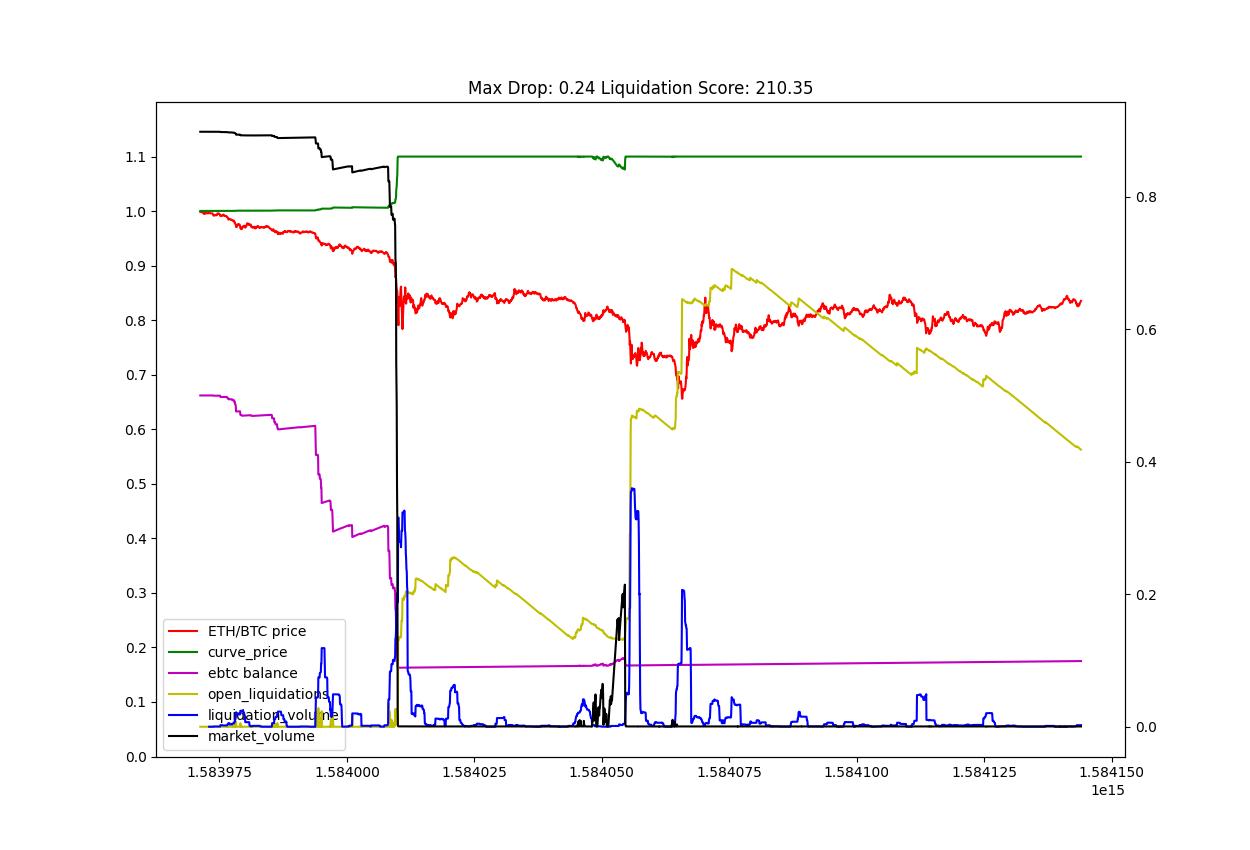 Max Drop: 0.24 Liquidation Score: 210.35
1.1
1.0
0.9
0.8
0.7
0.6
0.5
0.4
0.3
0.2
0.1
0.0
0.8
0.6
0.4
0.2
0.0
ETH/BTC price
curve_price
ebtc balance
open_liquidations
liquidation_volume
market_volume
1.583975 1.584000 1.584025 1.584050 1.584075 1.584100 1.584125 1.584150
1e15